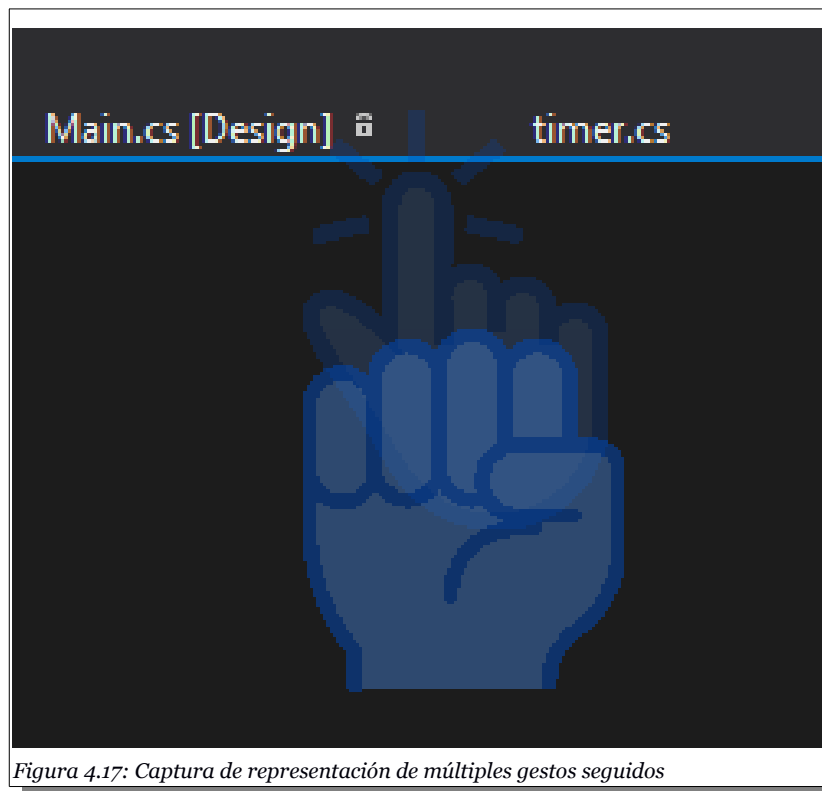 Main.cs [Design] timer.cs
Figura 4.17: Captura de representación de múltiples gestos seguidos